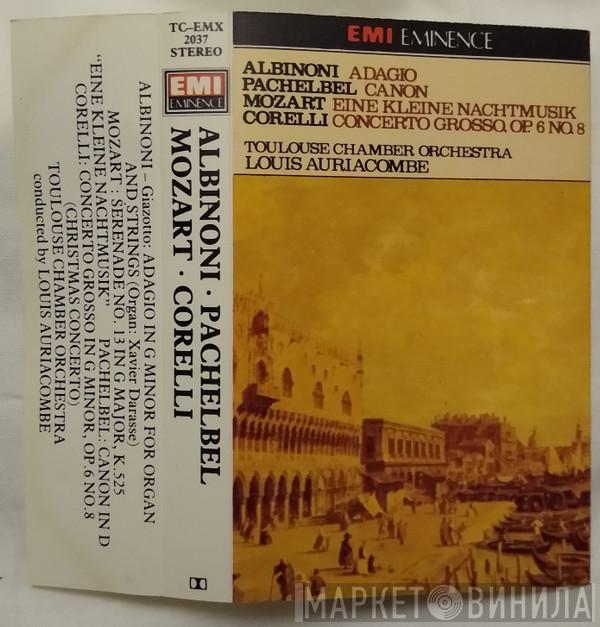 TC–EMX
2037
STEREO
EMI
EMINENCE
ALBINONI · PACHELBEL
MOZART · CORELLI
ALBINONI – Giazotto: ADAGIO IN G MINOR FOR ORGAN
AND STRINGS (Organ: Xavier Darasse)
MOZART: SERENADE NO. 13 IN G MAJOR, K.525
"EINE KLEINE NACHTMUSIK" PACHELBEL: CANON IN D
CORELLI: CONCERTO GROSSO IN G MINOR, OP.6 NO.8
(CHRISTMAS CONCERTO)
TOULOUSE CHAMBER ORCHESTRA
conducted by LOUIS AURIACOMBE
EMI EMINENCE
ALBINONI ADAGIO
PACHELBEL CANON
MOZART EINE KLEINE NACHTMUSIK
CORELLI CONCERTO GROSSO, OP. 6 NO. 8
TOULOUSE CHAMBER ORCHESTRA
LOUIS AURIACOMBE
МАРКЕТ ВИНИЛА